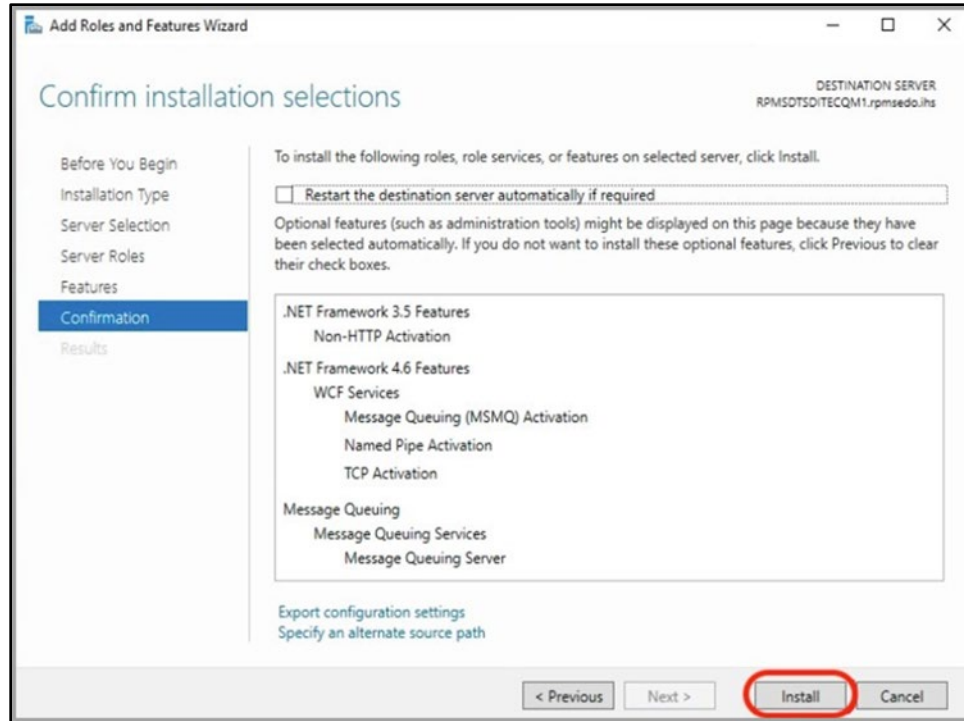 Add Roles and Features Wizard
Confirm installation selections
DESTINATION SERVER
RPMSDTSDITECQM1.rpmsedo.ihs
Before You Begin
Installation Type
Server Selection
Server Roles
Features
Confirmation
Results
To install the following roles, role services, or features on selected server, click Install.
Restart the destination server automatically if required
Optional features (such as administration tools) might be displayed on this page because they have
been selected automatically. If you do not want to install these optional features, click Previous to clear
their check boxes.
.NET Framework 3.5 Features
Non-HTTP Activation
.NET Framework 4.6 Features
WCF Services
Message Queuing (MSMQ) Activation
Named Pipe Activation
TCP Activation
Message Queuing
Message Queuing Services
Message Queuing Server
Export configuration settings
Specify an alternate source path
< Previous
Next >
Install
Cancel